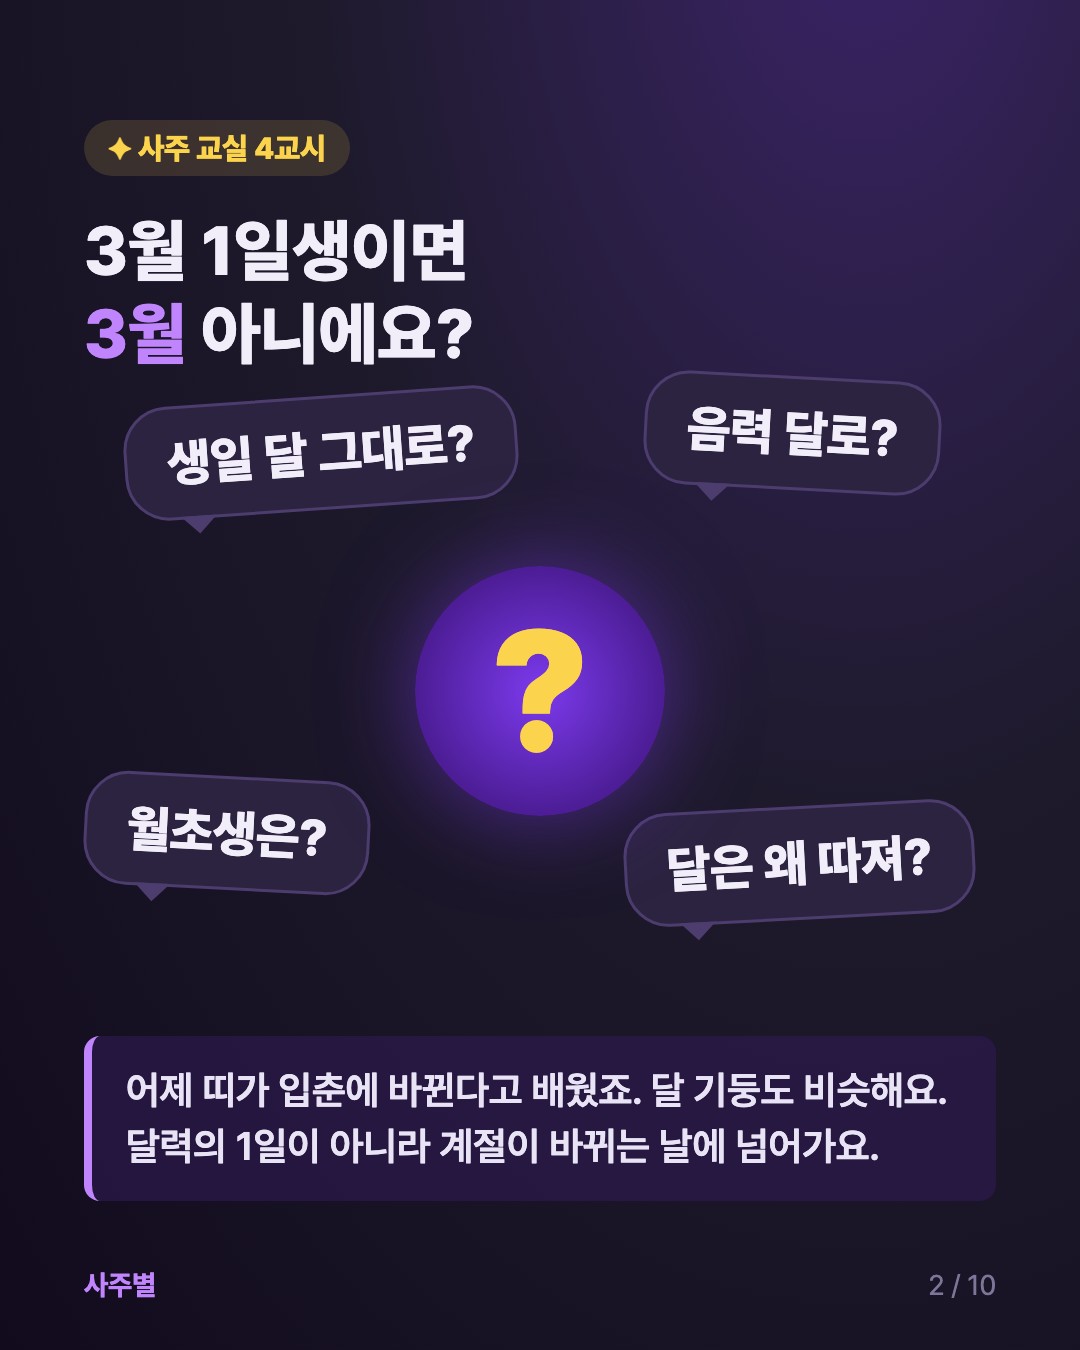 ✦ 사주 교실 4교시
3월 1일생이면
3월 아니에요?
생일 달 그대로?
음력 달로?
?
월초생은?
달은 왜 따져?
어제 띠가 입춘에 바뀐다고 배웠죠. 달 기둥도 비슷해요.
달력의 1일이 아니라 계절이 바뀌는 날에 넘어가요.
사주별
2 / 10